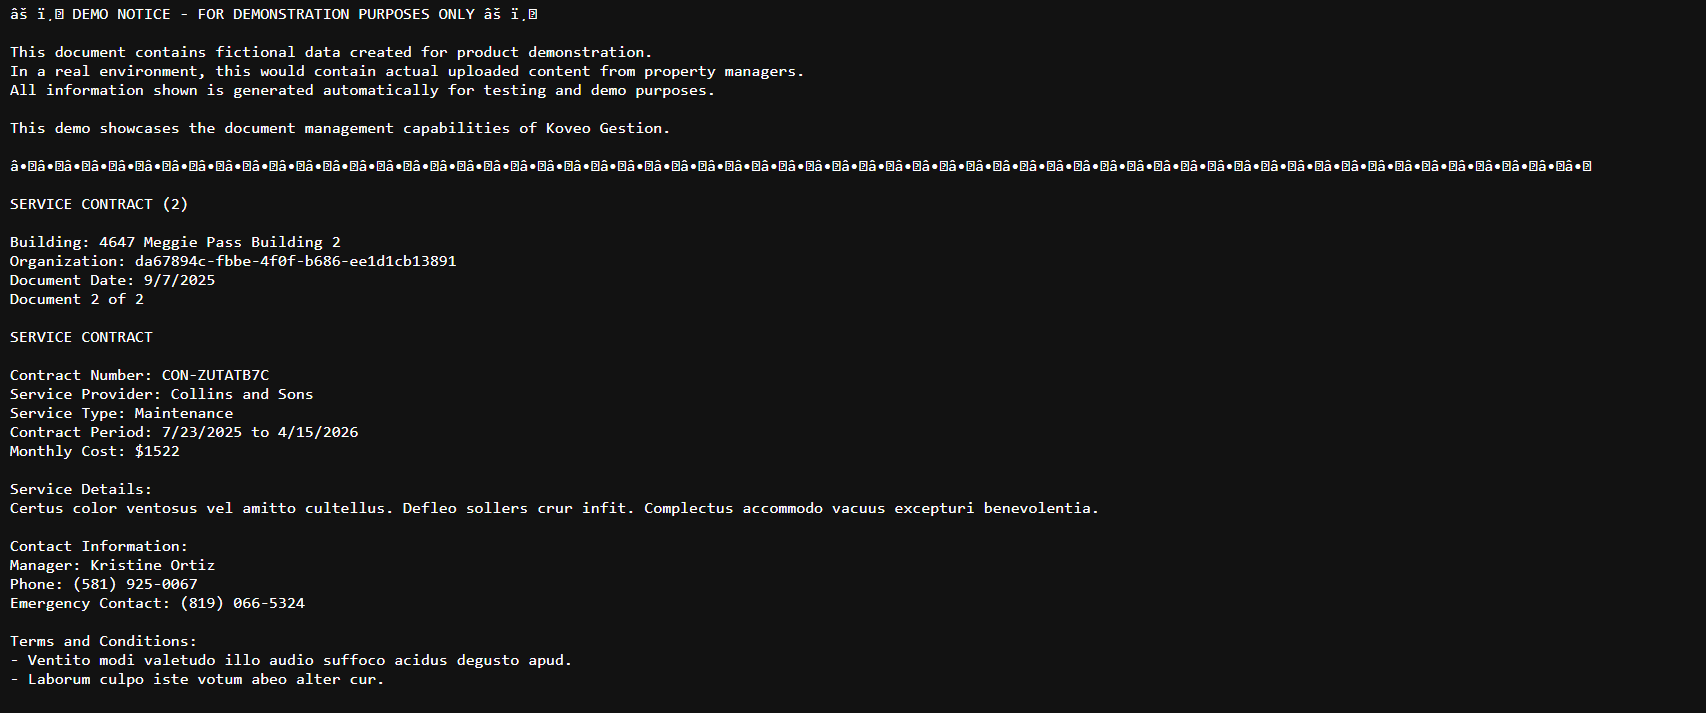 âš ï¸ DEMO NOTICE - FOR DEMONSTRATION PURPOSES ONLY âš ï¸
This document contains fictional data created for product demonstration.
In a real environment, this would contain actual uploaded content from property managers.
All information shown is generated automatically for testing and demo purposes.
This demo showcases the document management capabilities of Koveo Gestion.
SERVICE CONTRACT (2)
Building: 4647 Meggie Pass Building 2
Organization: da67894c-fbbe-4f0f-b686-ee1d1cb13891
Document Date: 9/7/2025
Document 2 of 2
SERVICE CONTRACT
Contract Number: CON-ZUTATB7C
Service Provider: Collins and Sons
Service Type: Maintenance
Contract Period: 7/23/2025 to 4/15/2026
Monthly Cost: $1522
Service Details:
Certus color ventosus vel amitto cultellus. Defleo sollers crur infit. Complectus accommodo vacuus excepturi benevolentia.
Contact Information:
Manager: Kristine Ortiz
Phone: (581) 925-0067
Emergency Contact: (819) 066-5324
Terms and Conditions:
- Ventito modi valetudo illo audio suffoco acidus degusto apud.
- Laborum culpo iste votum abeo alter cur.